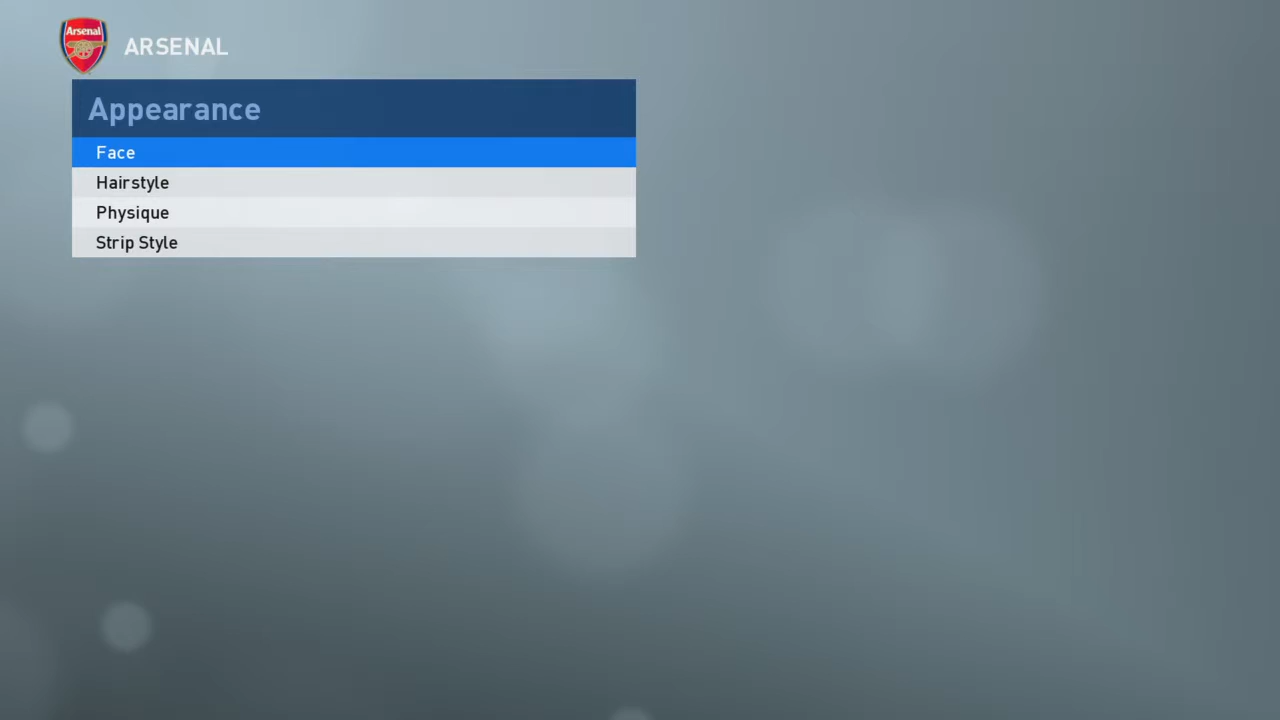 Arsenal
ARSENAL
Appearance
Face
Hairstyle
Physique
Strip Style